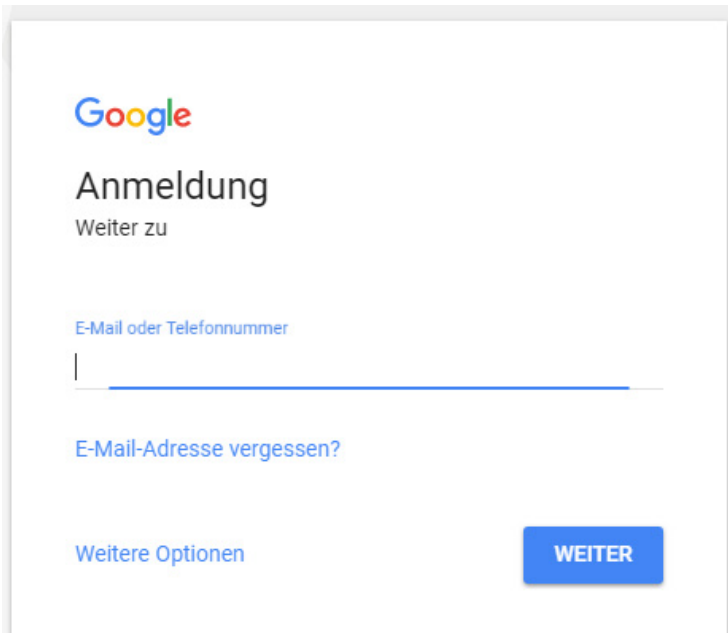 Google
Anmeldung
Weiter zu
E-Mail oder Telefonnummer
E-Mail-Adresse vergessen?
Weitere Optionen
WEITER